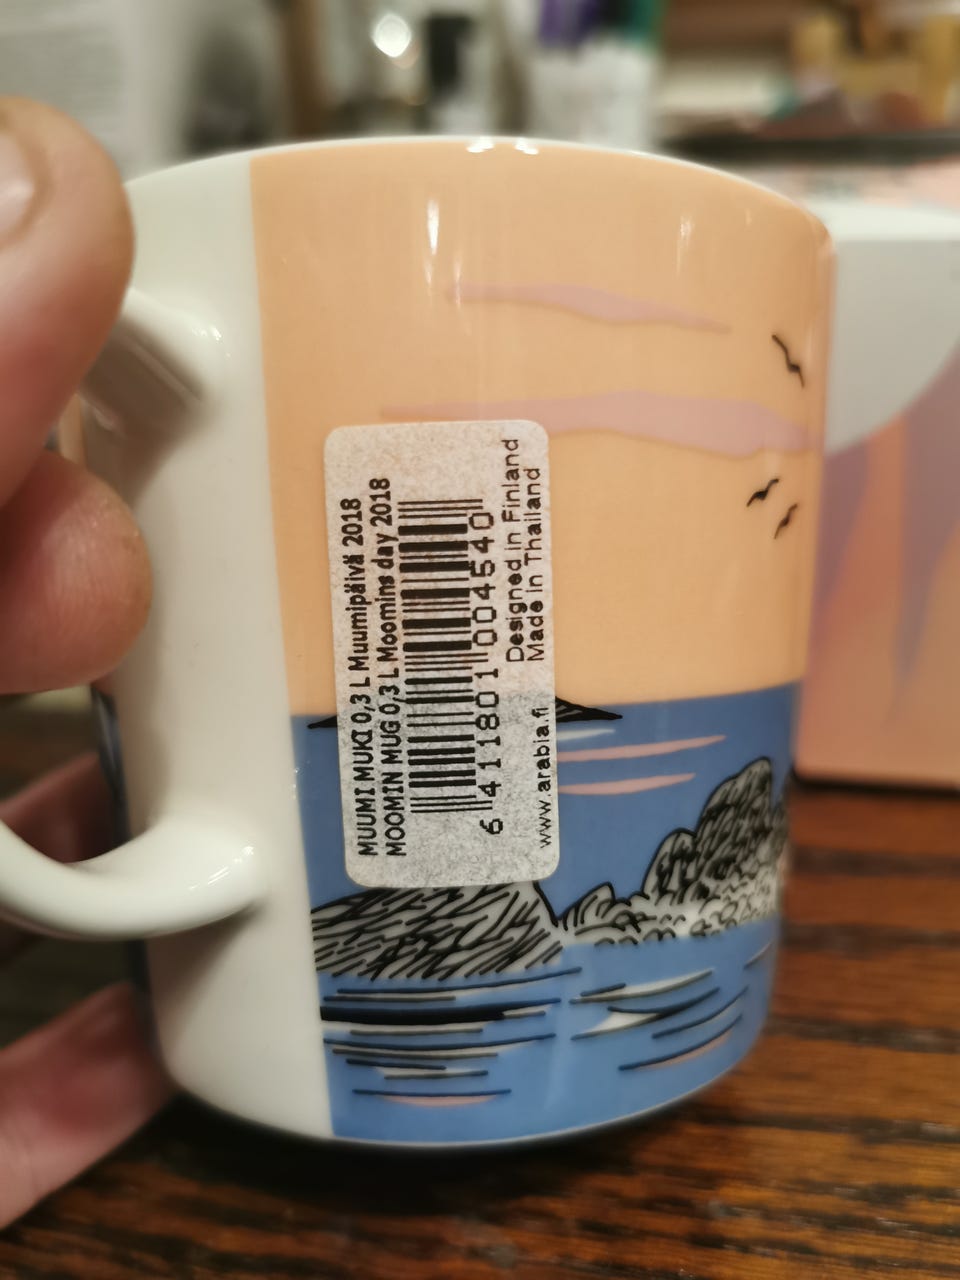 MUUMI MUKI 0,3 L Muumipäivä 2018
MOOMIN MUG 0,3 L Moomins day 2018
6 411801 004540
Designed in Finland
Made in Thailand
www.arabia.fi